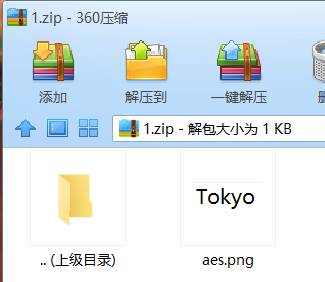 1.zip - 360压缩
添加
解压到
一键解压
1.zip - 解包大小为 1 KB
Tokyo
.. (上级目录)
aes.png